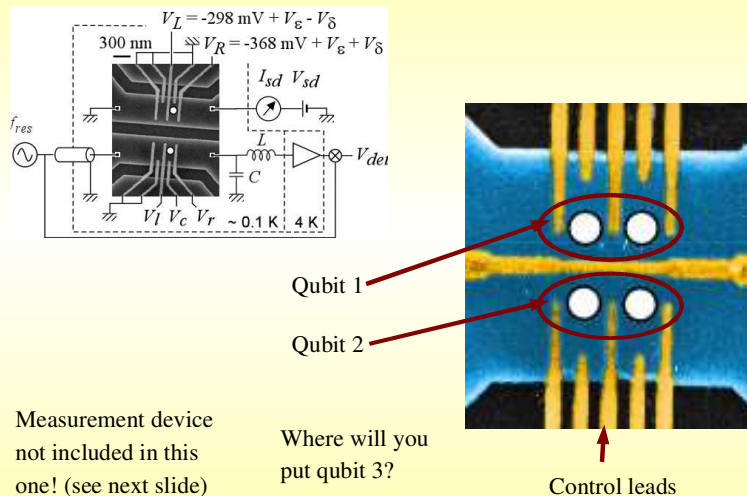 V_L = -298 mV + V_ε - V_δ
300 nm
V_R = -368 mV + V_ε + V_δ
I_sd V_sd
f_res
L
V_det
C
V_l V_c V_r ~ 0.1 K 4 K
Qubit 1
Qubit 2
Measurement device
not included in this
one! (see next slide)
Where will you
put qubit 3?
Control leads